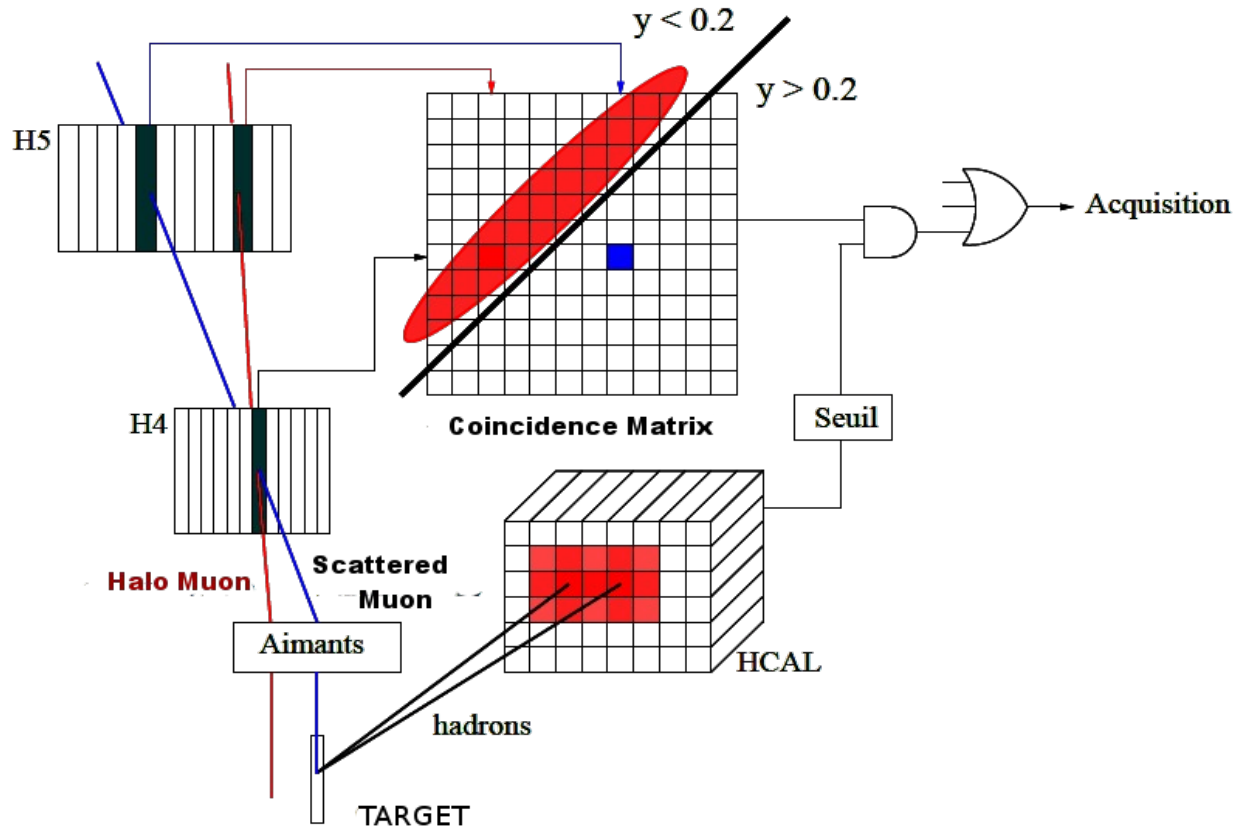 y < 0.2
y > 0.2
H5
Acquisition
H4
Coincidence Matrix
Seuil
Halo Muon
Scattered
Muon
Aimants
HCAL
hadrons
TARGET